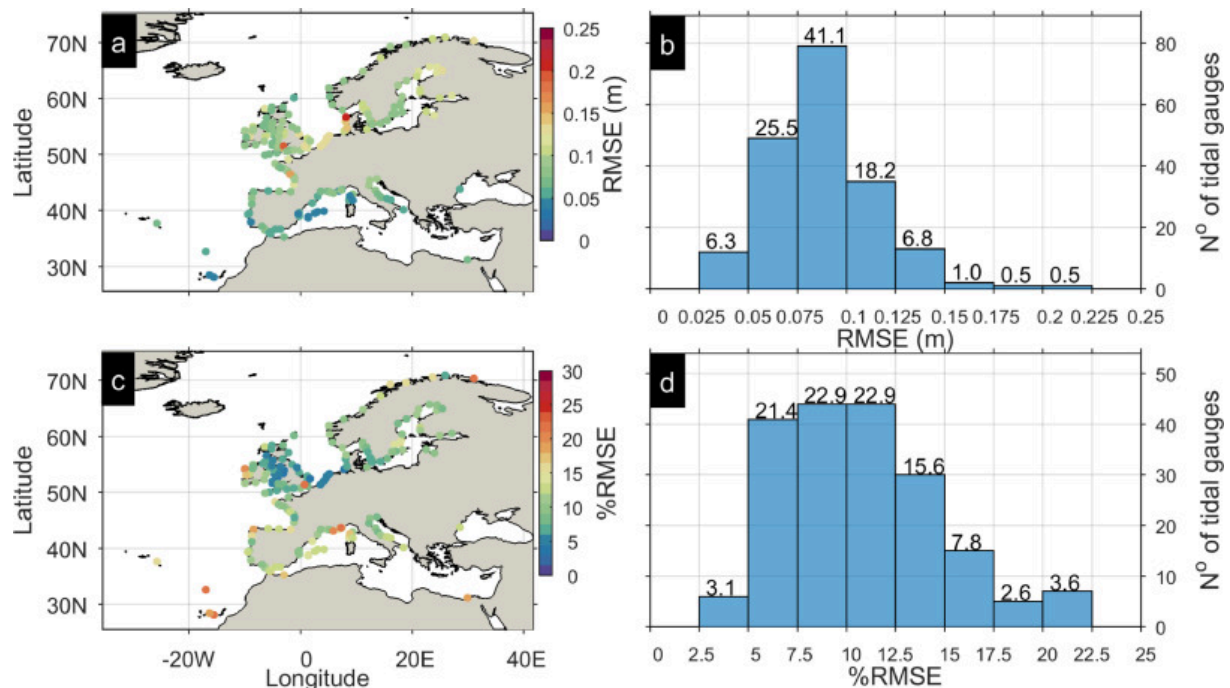 a
70N
60N
50N
40N
30N
Latitude
0.25
0.2
0.15
0.1
0.05
0
RMSE (m)
b
6.3
25.5
41.1
18.2
6.8
1.0
0.5
0.5
80
60
40
20
0
N° of tidal gauges
0 0.025 0.05 0.075 0.1 0.125 0.15 0.175 0.2 0.225 0.25
RMSE (m)
c
70N
60N
50N
40N
30N
Latitude
-20W 0 20E 40E
Longitude
30
25
20
15
10
5
0
%RMSE
d
3.1
21.4
22.9
22.9
15.6
7.8
2.6
3.6
50
40
30
20
10
0
N° of tidal gauges
0 2.5 5 7.5 10 12.5 15 17.5 20 22.5 25
%RMSE